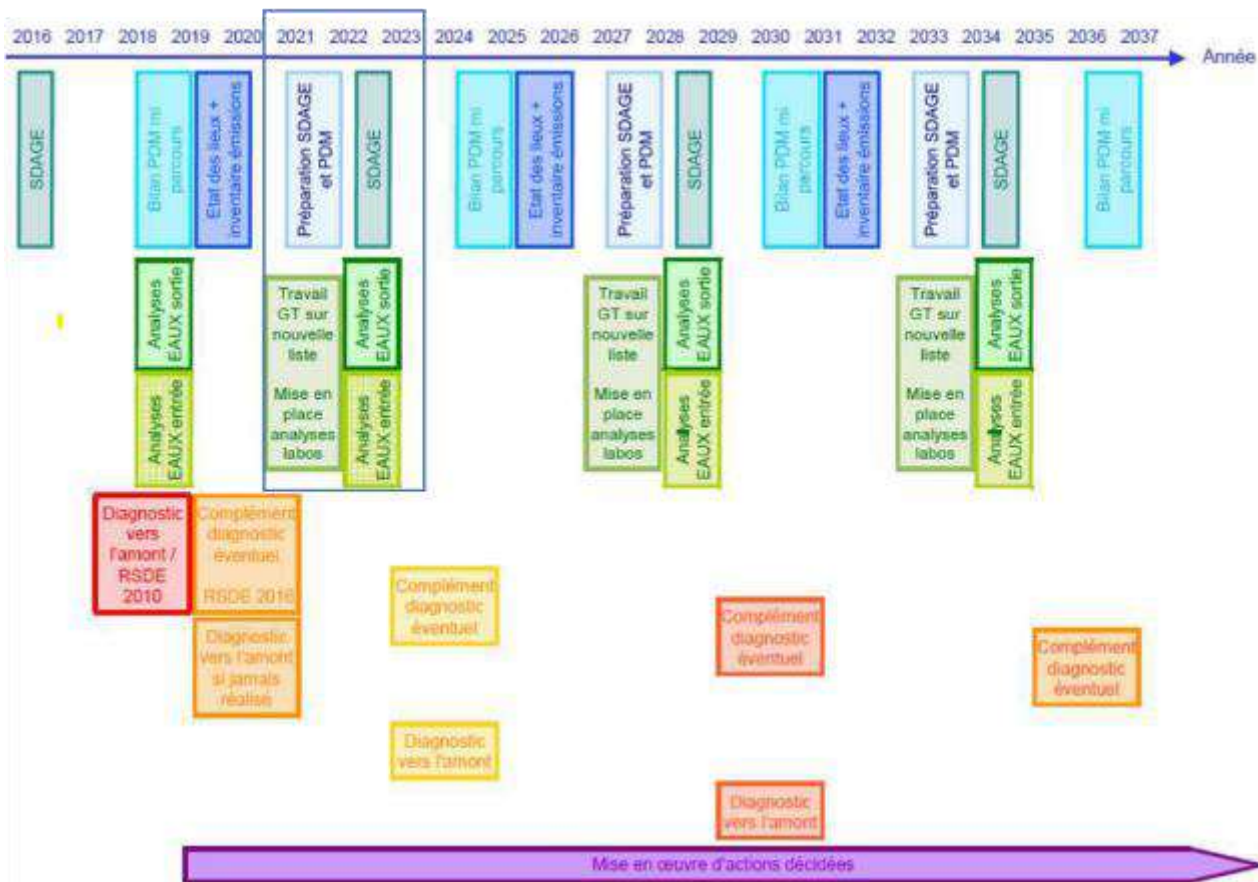 2016 2017 2018 2019 2020 2021 2022 2023 2024 2025 2026 2027 2028 2029 2030 2031 2032 2033 2034 2035 2036 2037
Année
SDAGE
Bilan PDM mi
parcours
Etat des lieux +
inventaire émissions
Préparation SDAGE
et PDM
SDAGE
Bilan PDM mi
parcours
Etat des lieux +
inventaire émissions
Préparation SDAGE
et PDM
SDAGE
Bilan PDM mi
parcours
Etat des lieux +
inventaire émissions
Préparation SDAGE
et PDM
SDAGE
Bilan PDM mi
parcours
Analyses
EAUX sortie
Analyses
EAUX entrée
Travail
GT sur
nouvelle
liste
Mise en
place
analyses
labos
Analyses
EAUX sortie
Analyses
EAUX entrée
Travail
GT sur
nouvelle
liste
Mise en
place
analyses
labos
Analyses
EAUX sortie
Analyses
EAUX entrée
Travail
GT sur
nouvelle
liste
Mise en
place
analyses
labos
Analyses
EAUX sortie
Analyses
EAUX entrée
Diagnostic
vers
l'amont /
RSDE
2010
Complément
diagnostic
éventuel
RSDE 2016
Diagnostic
vers l'amont
si jamais
réalisé
Complément
diagnostic
éventuel
Diagnostic
vers l'amont
Complément
diagnostic
éventuel
Diagnostic
vers l'amont
Complément
diagnostic
éventuel
Mise en œuvre d'actions décidées